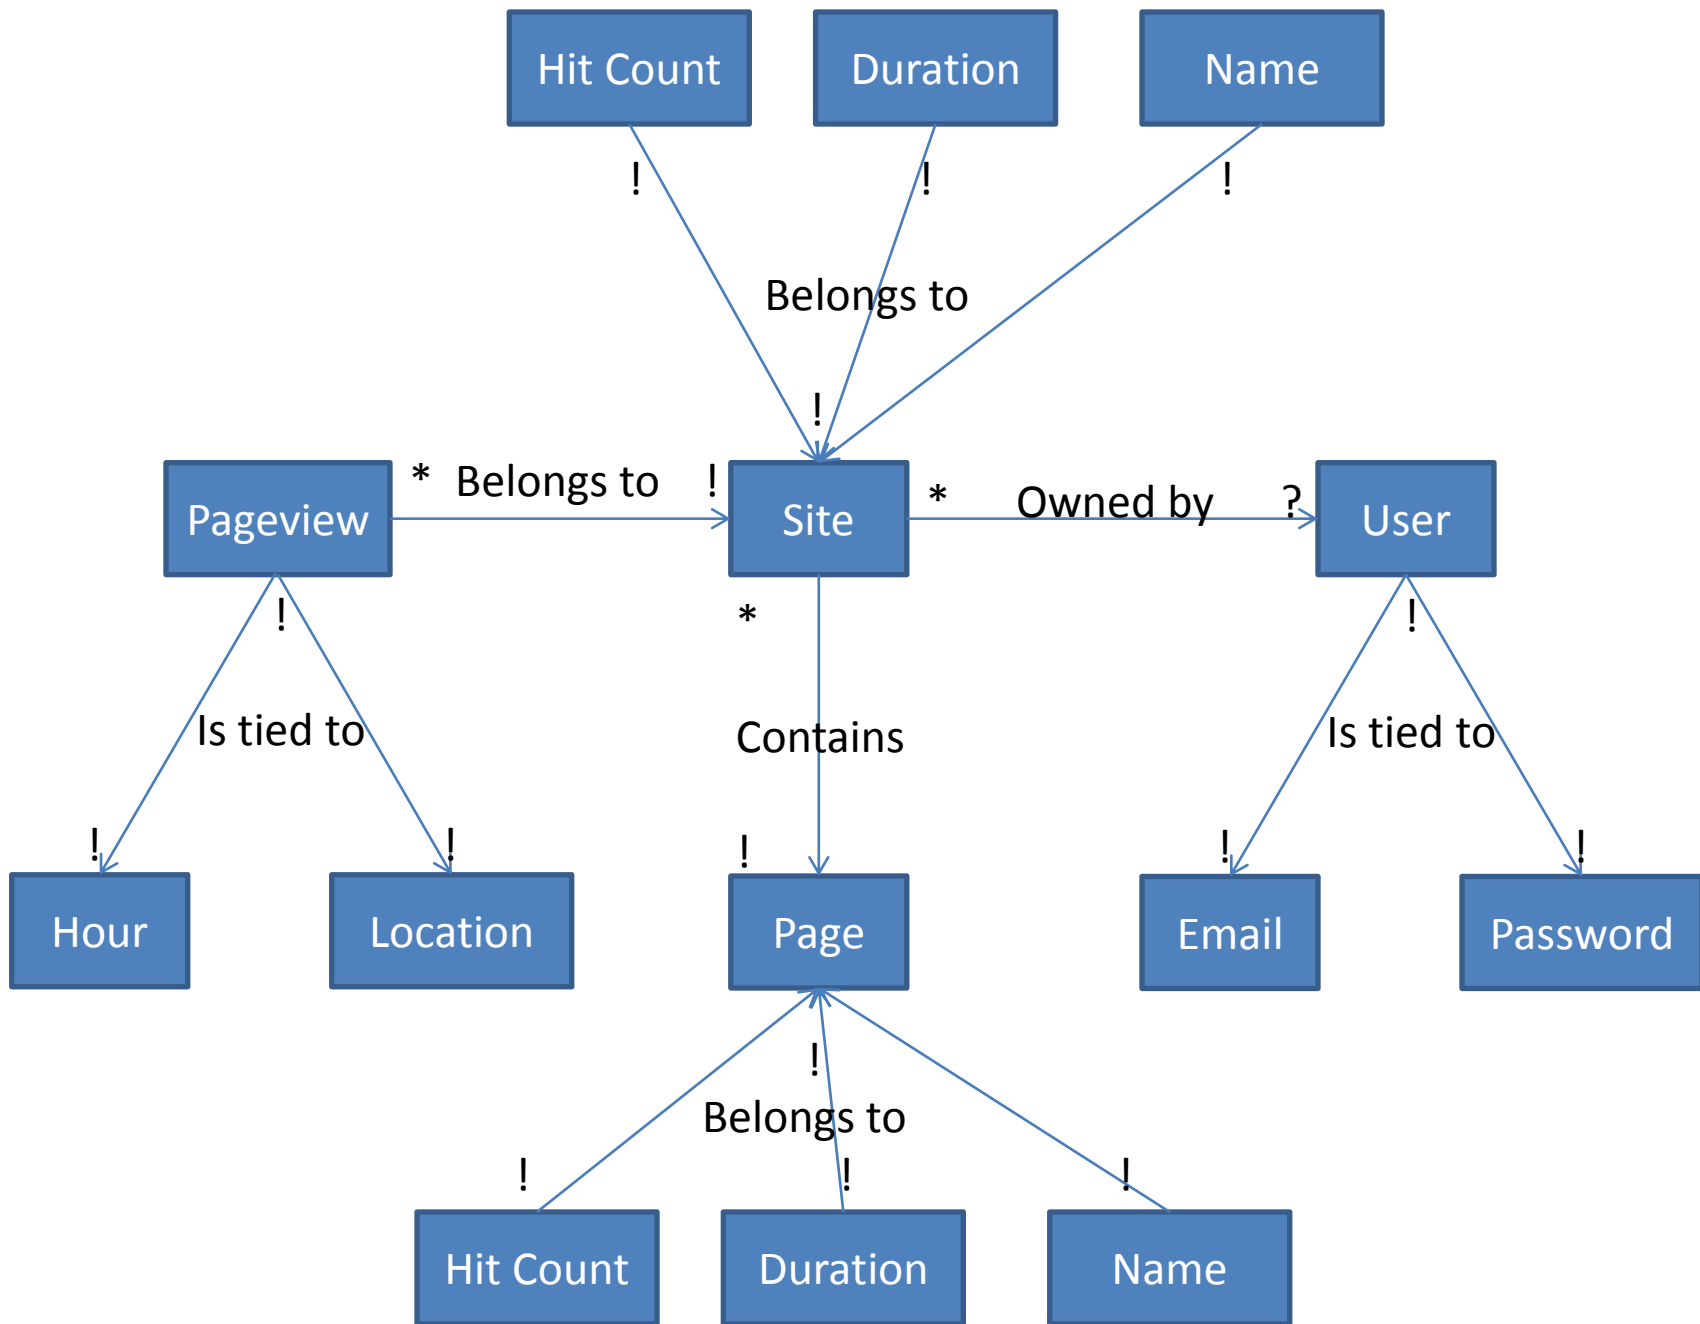 Hit Count
Duration
Name
!
!
!
Belongs to
!
* Belongs to !
* Owned by ?
Pageview
Site
User
!
*
!
Is tied to
Contains
Is tied to
!
!
!
!
!
Hour
Location
Page
Email
Password
!
Belongs to
!
!
!
Hit Count
Duration
Name